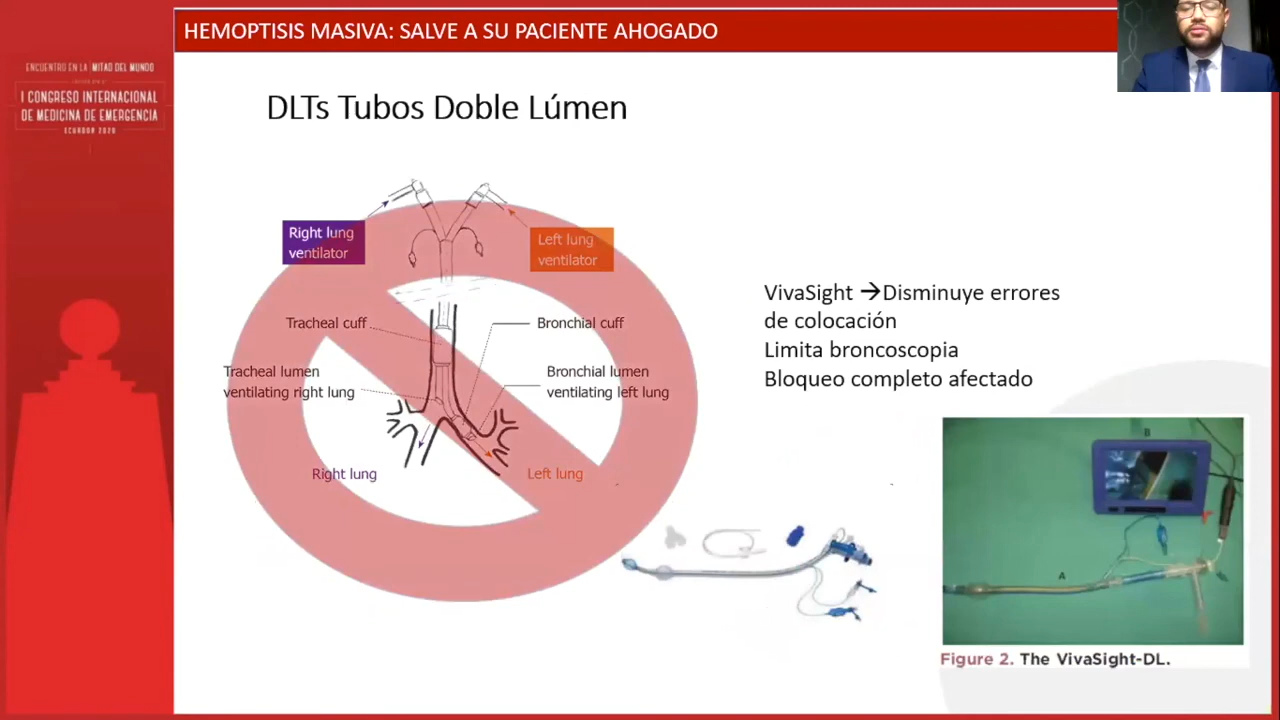 HEMOPTISIS MASIVA: SALVE A SU PACIENTE AHOGADO
ENCUENTRO EN LA MITAD DEL MUNDO
I CONGRESO INTERNACIONAL
DE MEDICINA DE EMERGENCIA
ECUADOR 2020
DLTs Tubos Doble Lúmen
Right lung
ventilator
Left lung
ventilator
Tracheal cuff
Bronchial cuff
Tracheal lumen
ventilating right lung
Bronchial lumen
ventilating left lung
Right lung
Left lung
VivaSight →Disminuye errores
de colocación
Limita broncoscopia
Bloqueo completo afectado
B
A
Figure 2. The VivaSight-DL.